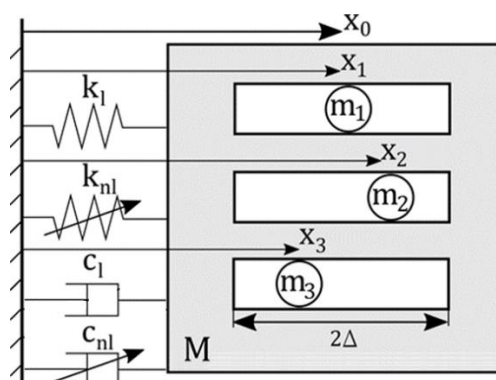 x₀
x₁
kₗ
m₁
x₂
kₙₗ
m₂
x₃
cₗ
m₃
cₙₗ
M
2Δ